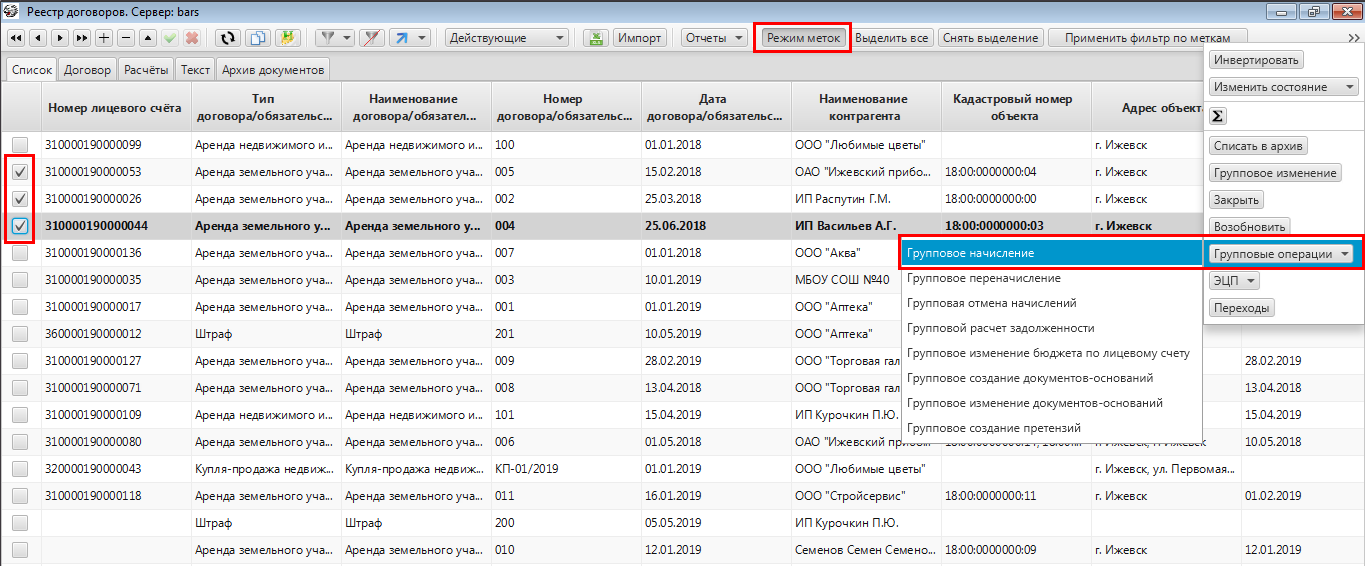 Реестр договоров. Сервер: bars
Действующие Импорт Отчеты Режим меток Выделить все Снять выделение Применить фильтр по меткам
Список Договор Расчёты Текст Архив документов
Номер лицевого счёта Тип договора/обязательс... Наименование договора/обязател... Номер договора/обязательс... Дата договора/обязательс... Наименование контрагента Кадастровый номер объекта Адрес объекта
310000190000099 Аренда недвижимого и... Аренда недвижимого и... 100 01.01.2018 ООО "Любимые цветы" г. Ижевск
310000190000053 Аренда земельного уча... Аренда земельного уча... 005 15.02.2018 ОАО "Ижевский прибо... 18:00:0000000:04 г. Ижевск
310000190000026 Аренда земельного уча... Аренда земельного уча... 002 25.03.2018 ИП Распутин Г.М. 18:00:0000000:00 г. Ижевск
310000190000044 Аренда земельного у... Аренда земельного у... 004 25.06.2018 ИП Васильев А.Г. 18:00:0000000:03 г. Ижевск
310000190000136 Аренда земельного уча... Аренда земельного уча... 007 01.01.2018 ООО "Аква"
310000190000035 Аренда земельного уча... Аренда земельного уча... 003 10.01.2019 МБОУ СОШ №40
310000190000017 Аренда земельного уча... Аренда земельного уча... 001 01.01.2019 ООО "Аптека"
360000190000012 Штраф Штраф 201 10.05.2019 ООО "Аптека"
310000190000127 Аренда земельного уча... Аренда земельного уча... 009 28.02.2019 ООО "Торговая гал 28.02.2019
310000190000071 Аренда земельного уча... Аренда земельного уча... 008 13.04.2018 ООО "Торговая гал 13.04.2018
310000190000109 Аренда недвижимого и... Аренда недвижимого и... 101 15.04.2019 ИП Курочкин П.Ю. 15.04.2019
310000190000080 Аренда земельного уча... Аренда земельного уча... 006 01.05.2018 ОАО "Ижевский 10.05.2018
320000190000043 Купля-продажа недвиж... Купля-продажа недвиж... КП-01/2019 01.01.2019 ООО "Любимые цветы" г. Ижевск, ул. Первома...
310000190000118 Аренда земельного уча... Аренда земельного уча... 011 16.01.2019 ООО "Стройсервис" 18:00:0000000:11 г. Ижевск 01.02.2019
Штраф Штраф 200 05.05.2019 ИП Курочкин П.Ю.
Аренда земельного уча... Аренда земельного уча... 010 12.01.2019 Семенов Семен Семено... 18:00:0000000:09 г. Ижевск 12.01.2019
Инвертировать
Изменить состояние
Σ
Списать в архив
Групповое изменение
Закрыть
Возобновить
Групповые операции
ЭЦП
Переходы
Групповое начисление
Групповое переначисление
Групповая отмена начислений
Групповой расчет задолженности
Групповое изменение бюджета по лицевому счету
Групповое создание документов-оснований
Групповое изменение документов-оснований
Групповое создание претензий